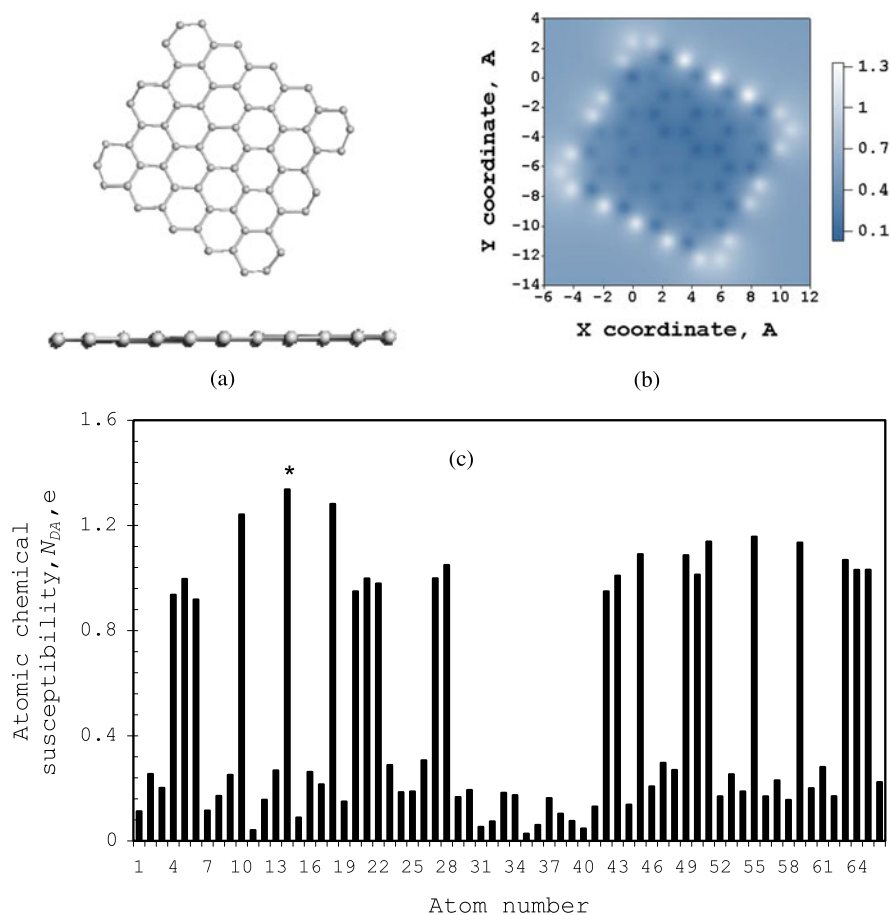 (b)
4
2
0
-2
-4
-6
-8
-10
-12
-14
Y coordinate, A
-6 -4 -2 0 2 4 6 8 10 12
X coordinate, A
1.3
1
0.7
0.4
0.1
(a)
(b)
(c)
*
1.6
1.2
0.8
0.4
0
Atomic chemical
susceptibility, N_DA, e
1 4 7 10 13 16 19 22 25 28 31 34 37 40 43 46 49 52 55 58 61 64
Atom number